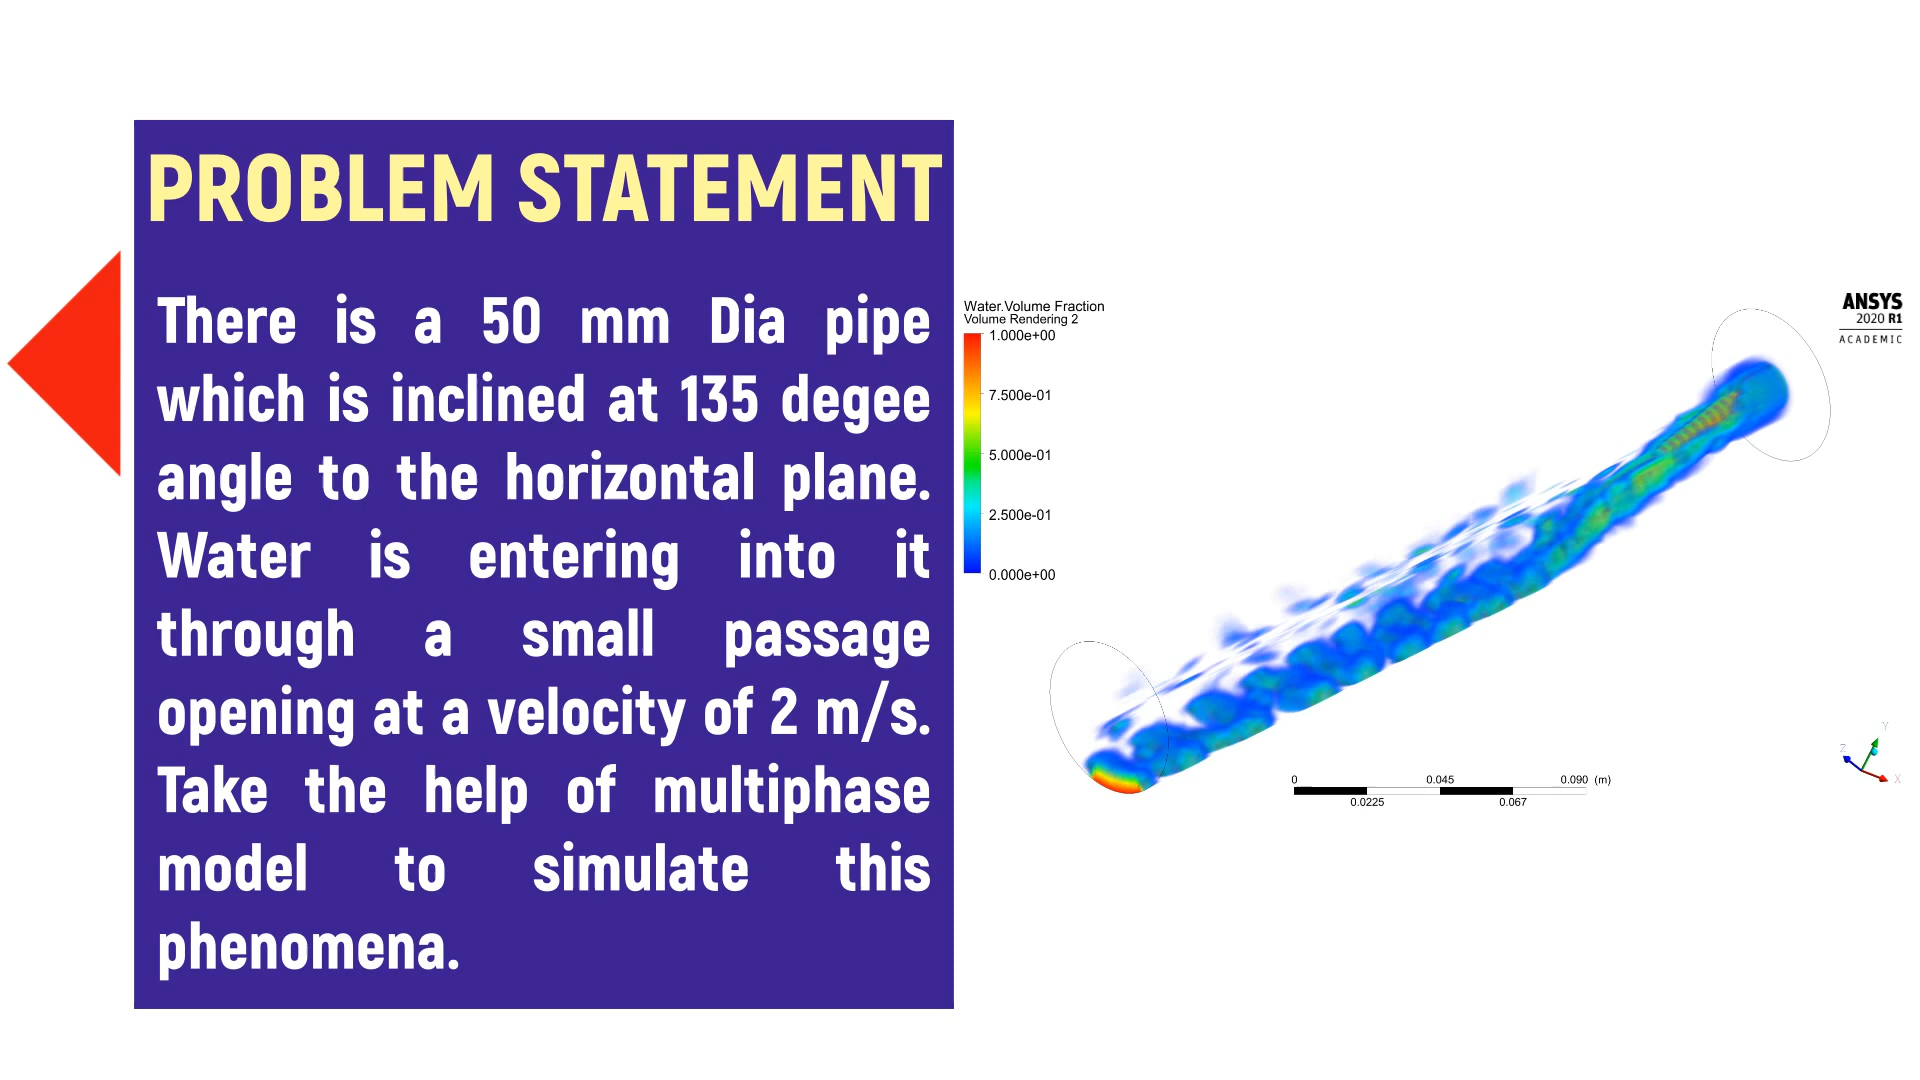 PROBLEM STATEMENT
There is a 50 mm Dia pipe
which is inclined at 135 degee
angle to the horizontal plane.
Water is entering into it
through a small passage
opening at a velocity of 2 m/s.
Take the help of multiphase
model to simulate this
phenomena.
Water.Volume Fraction
Volume Rendering 2
1.000e+00
7.500e-01
5.000e-01
2.500e-01
0.000e+00
ANSYS
2020 R1
ACADEMIC
0 0.045 0.090 (m)
0.0225 0.067
Y
Z
X